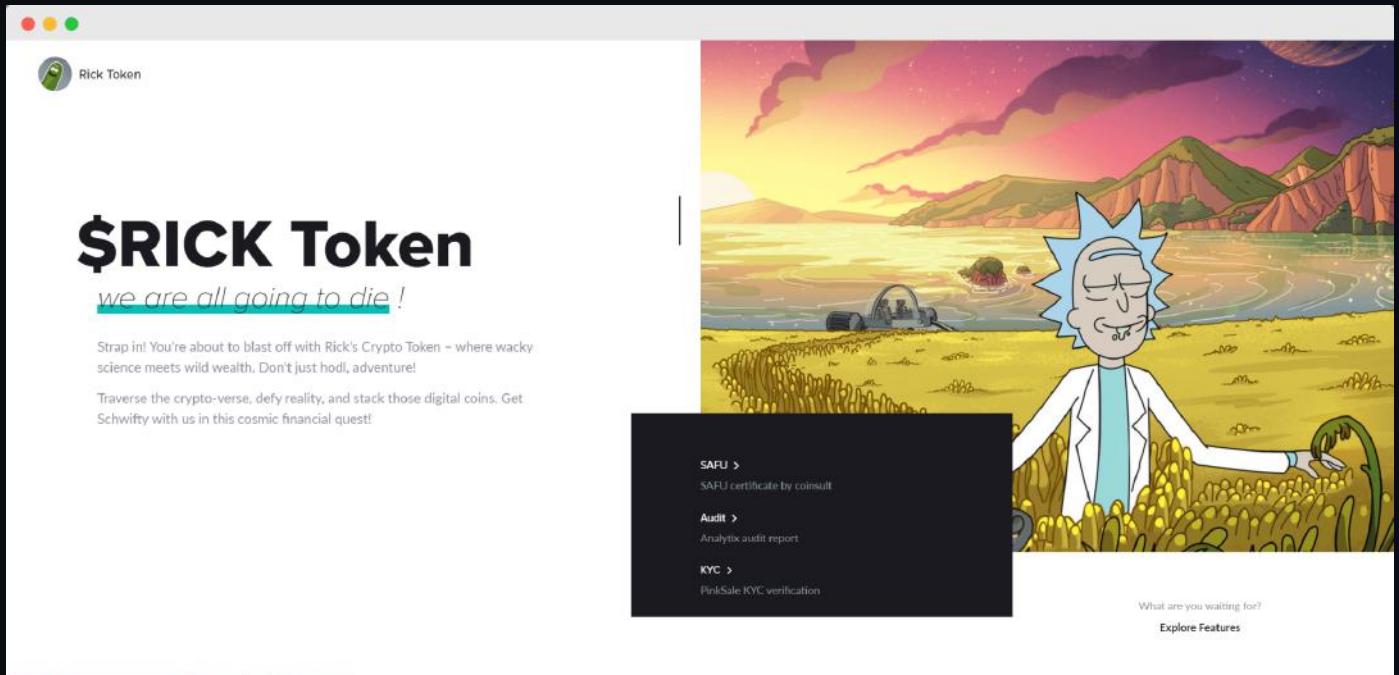 Rick Token
$RICK Token
we are all going to die !
Strap in! You're about to blast off with Rick's Crypto Token – where wacky
science meets wild wealth. Don't just hodl, adventure!
Traverse the crypto-verse, defy reality, and stack those digital coins. Get
Schwifty with us in this cosmic financial quest!
SAFU >
SAFU certificate by coinsult
Audit >
Analytix audit report
KYC >
PinkSale KYC verification
What are you waiting for?
Explore Features